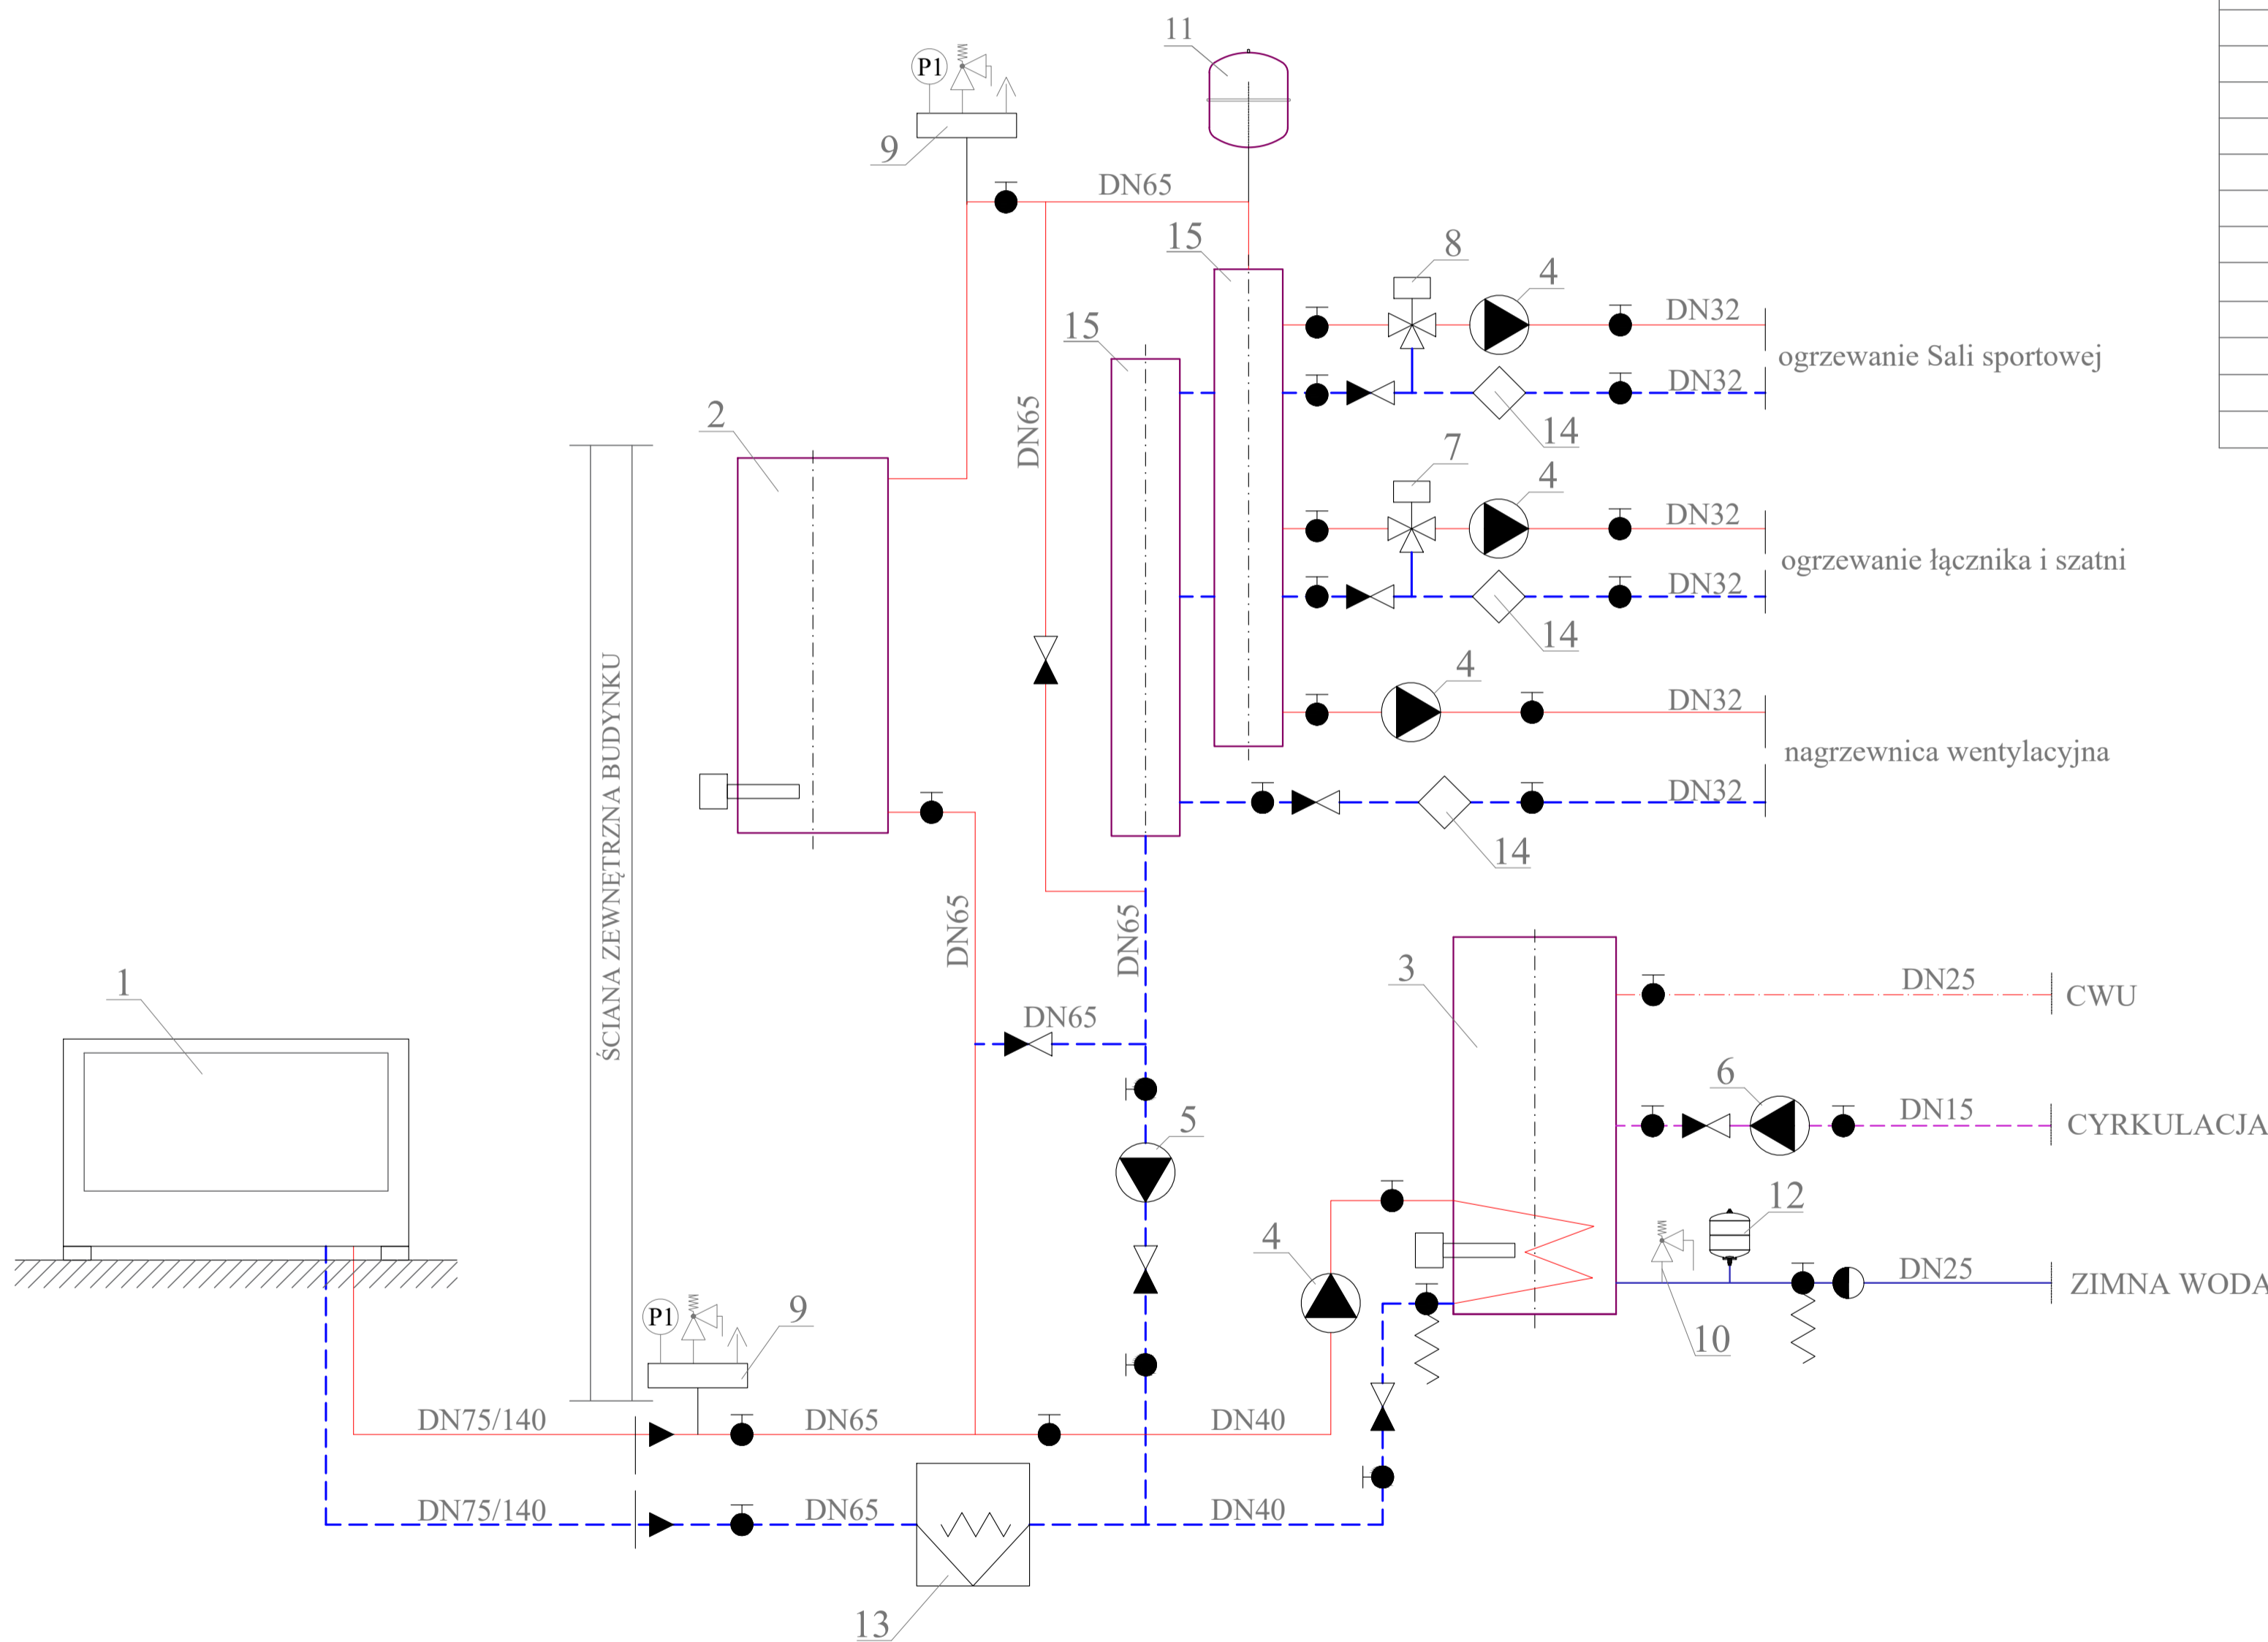 11
P1
9
DN65
15
8
4
DN32
ogrzewanie Sali sportowej
DN32
14
15
DN65
2
7
4
DN32
ogrzewanie łącznika i szatni
DN32
14
4
DN32
nagrzewnica wentylacyjna
DN32
14
ŚCIANA ZEWNĘTRZNA BUDYNKU
DN65
DN65
3
DN25
CWU
1
DN65
6
DN15
CYRKULACJA
5
12
4
DN25
ZIMNA WODA
10
P1
9
DN75/140
DN65
DN40
DN75/140
DN65
DN40
13